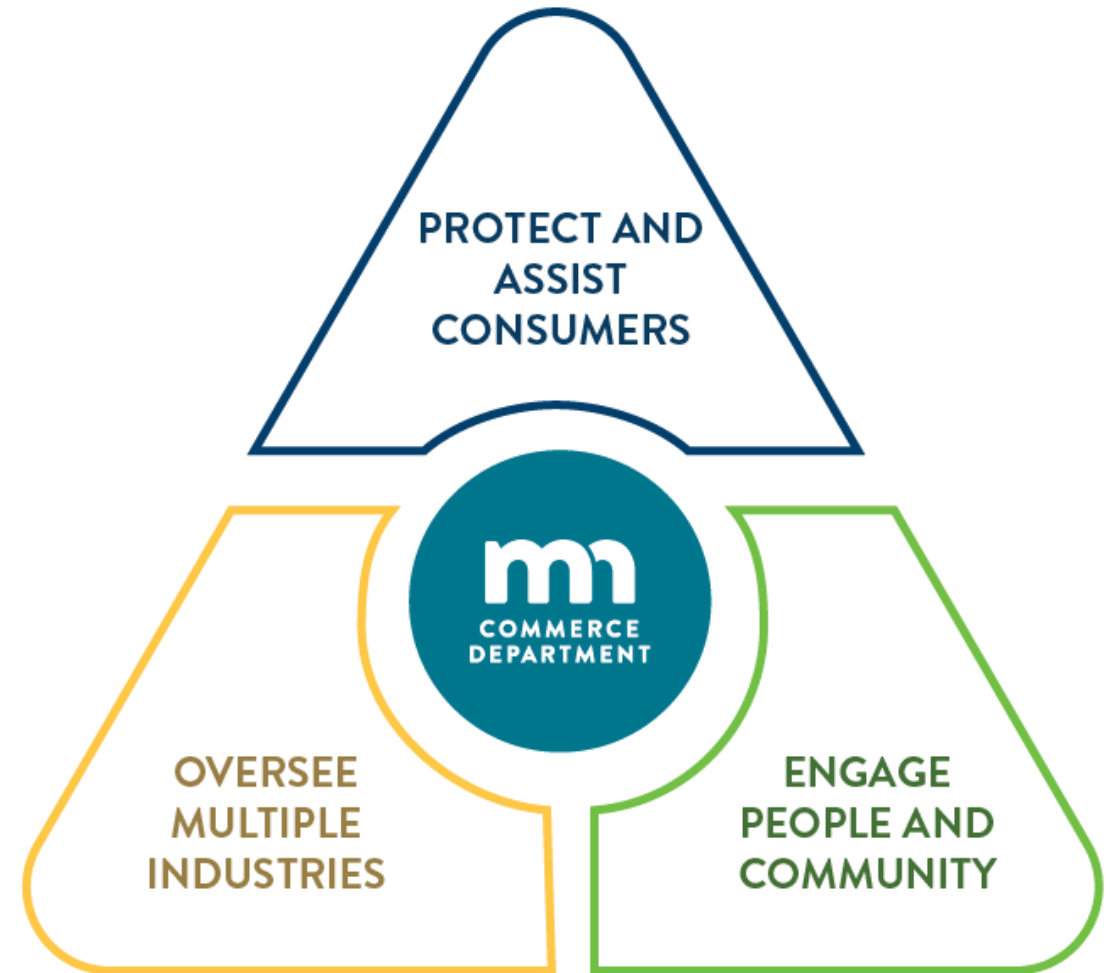 PROTECT AND
ASSIST
CONSUMERS
mn
COMMERCE
DEPARTMENT
OVERSEE
MULTIPLE
INDUSTRIES
ENGAGE
PEOPLE AND
COMMUNITY